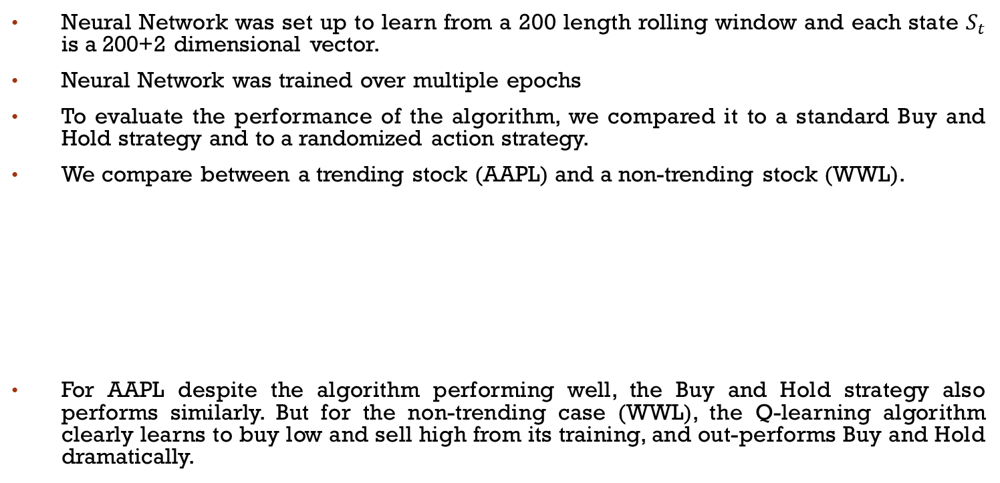 • Neural Network was set up to learn from a 200 length rolling window and each state Sₜ
is a 200+2 dimensional vector.
• Neural Network was trained over multiple epochs
• To evaluate the performance of the algorithm, we compared it to a standard Buy and
Hold strategy and to a randomized action strategy.
• We compare between a trending stock (AAPL) and a non-trending stock (WWL).
• For AAPL despite the algorithm performing well, the Buy and Hold strategy also
performs similarly. But for the non-trending case (WWL), the Q-learning algorithm
clearly learns to buy low and sell high from its training, and out-performs Buy and Hold
dramatically.